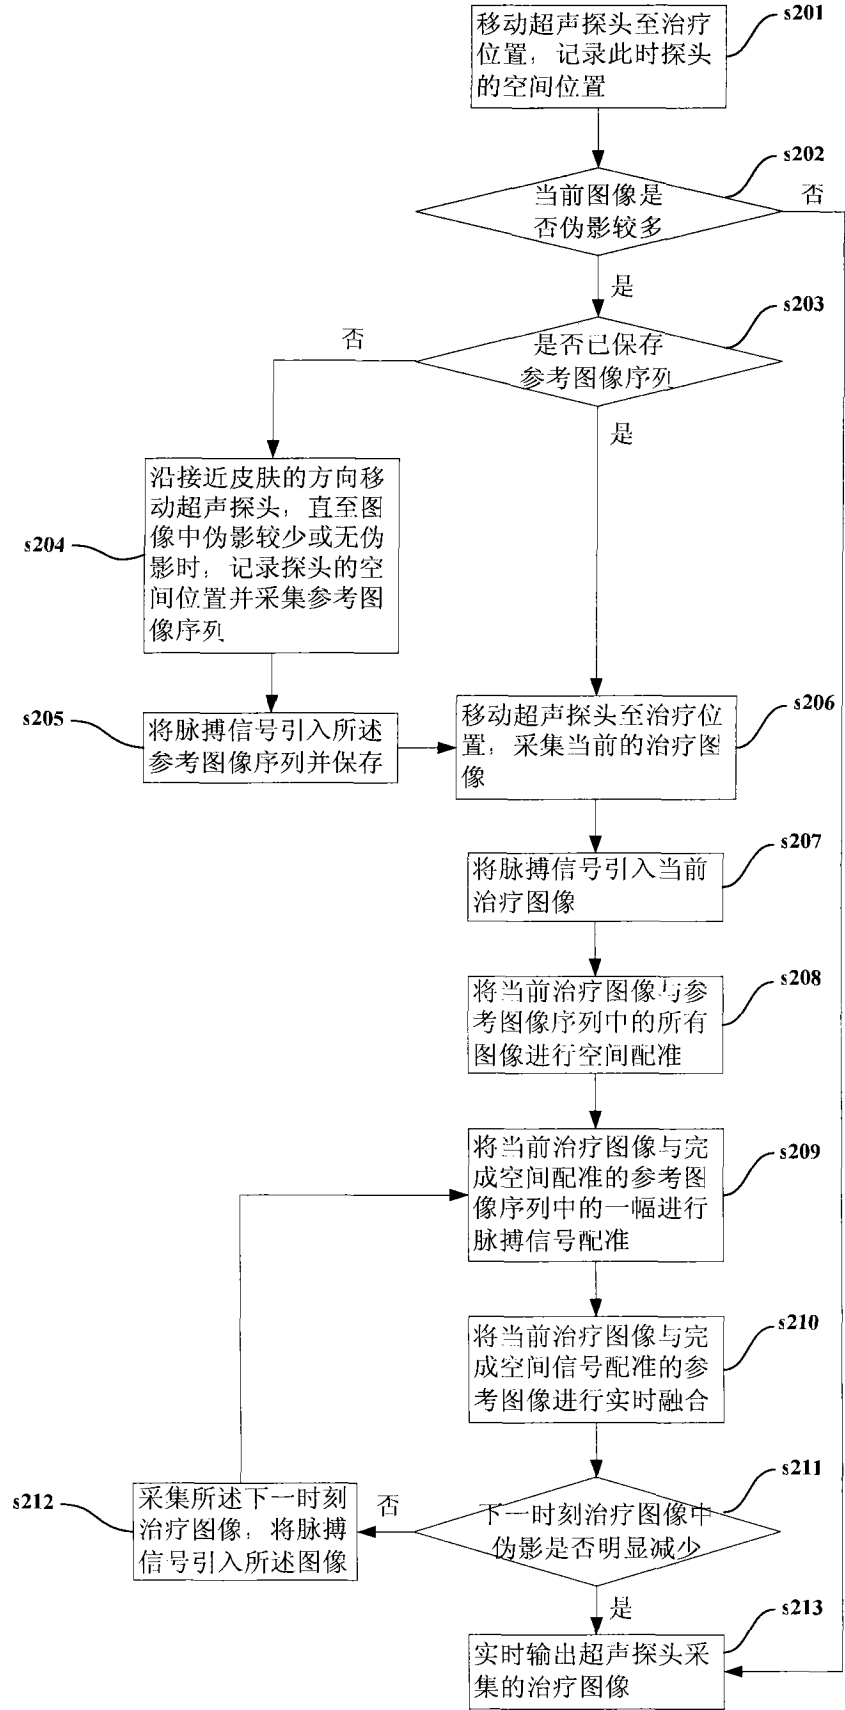 s201
移动超声探头至治疗
位置，记录此时探头
的空间位置
s202
当前图像是
否伪影较多
否
是
s203
是否已保存
参考图像序列
否
是
s204
沿接近皮肤的方向移
动超声探头，直至图
像中伪影较少或无伪
影时，记录探头的空
间位置并采集参考图
像序列
s205
将脉搏信号引入所述
参考图像序列并保存
s206
移动超声探头至治疗位
置，采集当前的治疗图
像
s207
将脉搏信号引入当前
治疗图像
s208
将当前治疗图像与参
考图像序列中的所有
图像进行空间配准
s209
将当前治疗图像与完
成空间配准的参考图
像序列中的一幅进行
脉搏信号配准
s210
将当前治疗图像与完
成空间信号配准的参
考图像进行实时融合
s211
下一时刻治疗图像中
伪影是否明显减少
否
是
s212
采集所述下一时刻
治疗图像，将脉搏
信号引入所述图像
s213
实时输出超声探头采
集的治疗图像